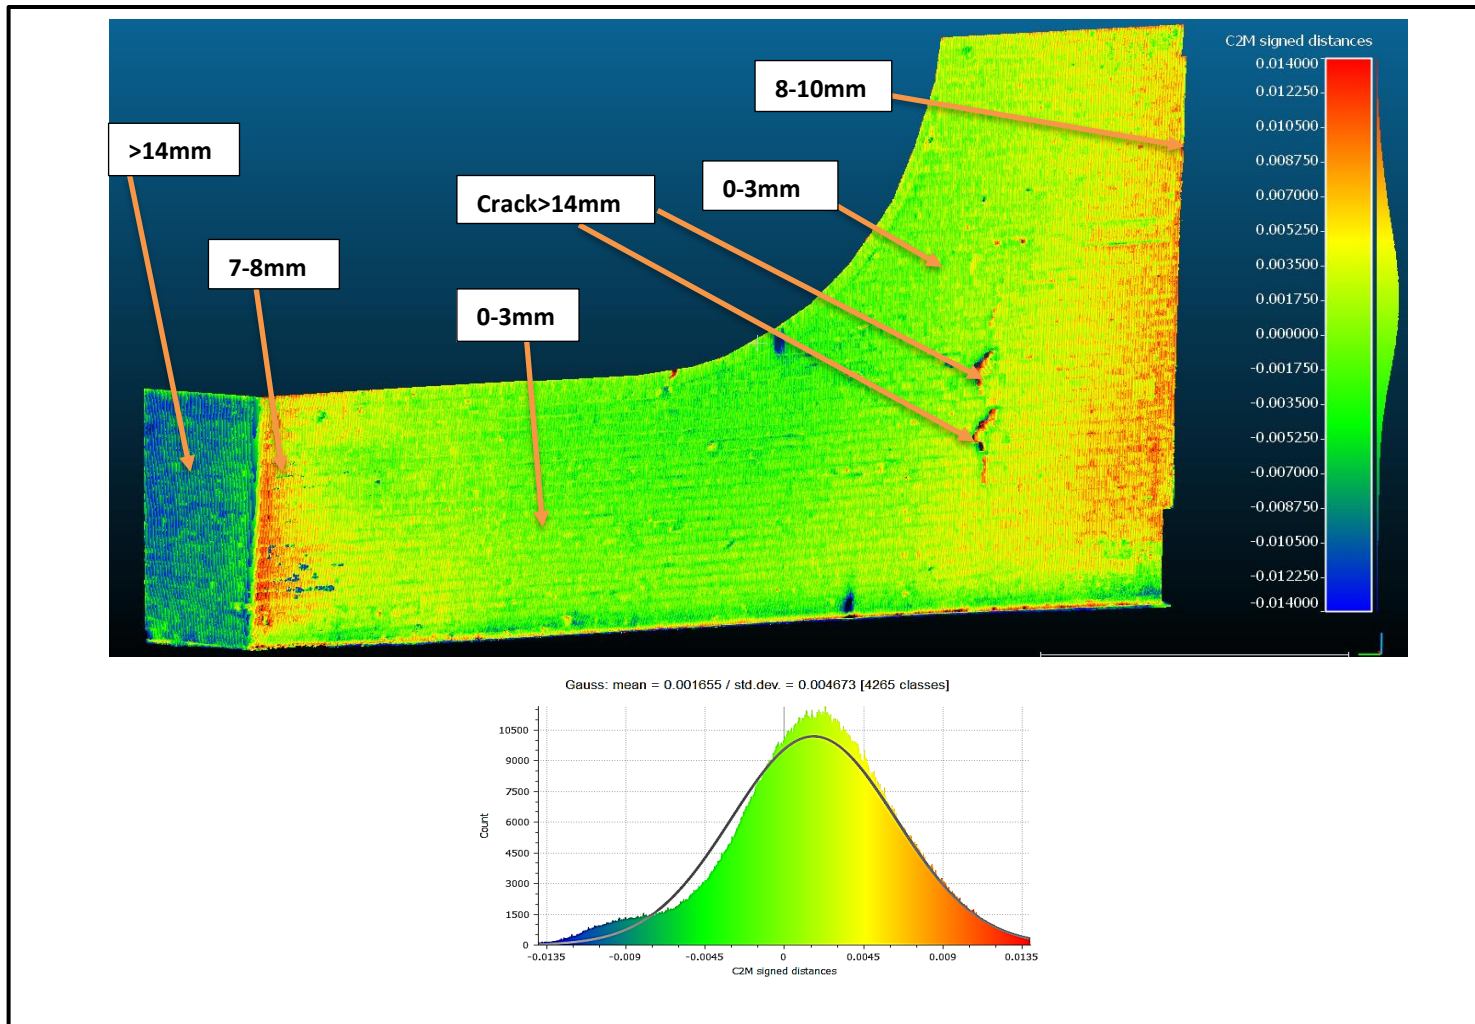 C2M signed distances
0.014000
0.012250
0.010500
0.008750
0.007000
0.005250
0.003500
0.001750
0.000000
-0.001750
-0.003500
-0.005250
-0.007000
-0.008750
-0.010500
-0.012250
-0.014000
8-10mm
>14mm
0-3mm
Crack>14mm
7-8mm
0-3mm
Gauss: mean = 0.001655 / std.dev. = 0.004673 [4265 classes]
Count
10500
9000
7500
6000
4500
3000
1500
0
-0.0135 -0.009 -0.0045 0 0.0045 0.009 0.0135
C2M signed distances